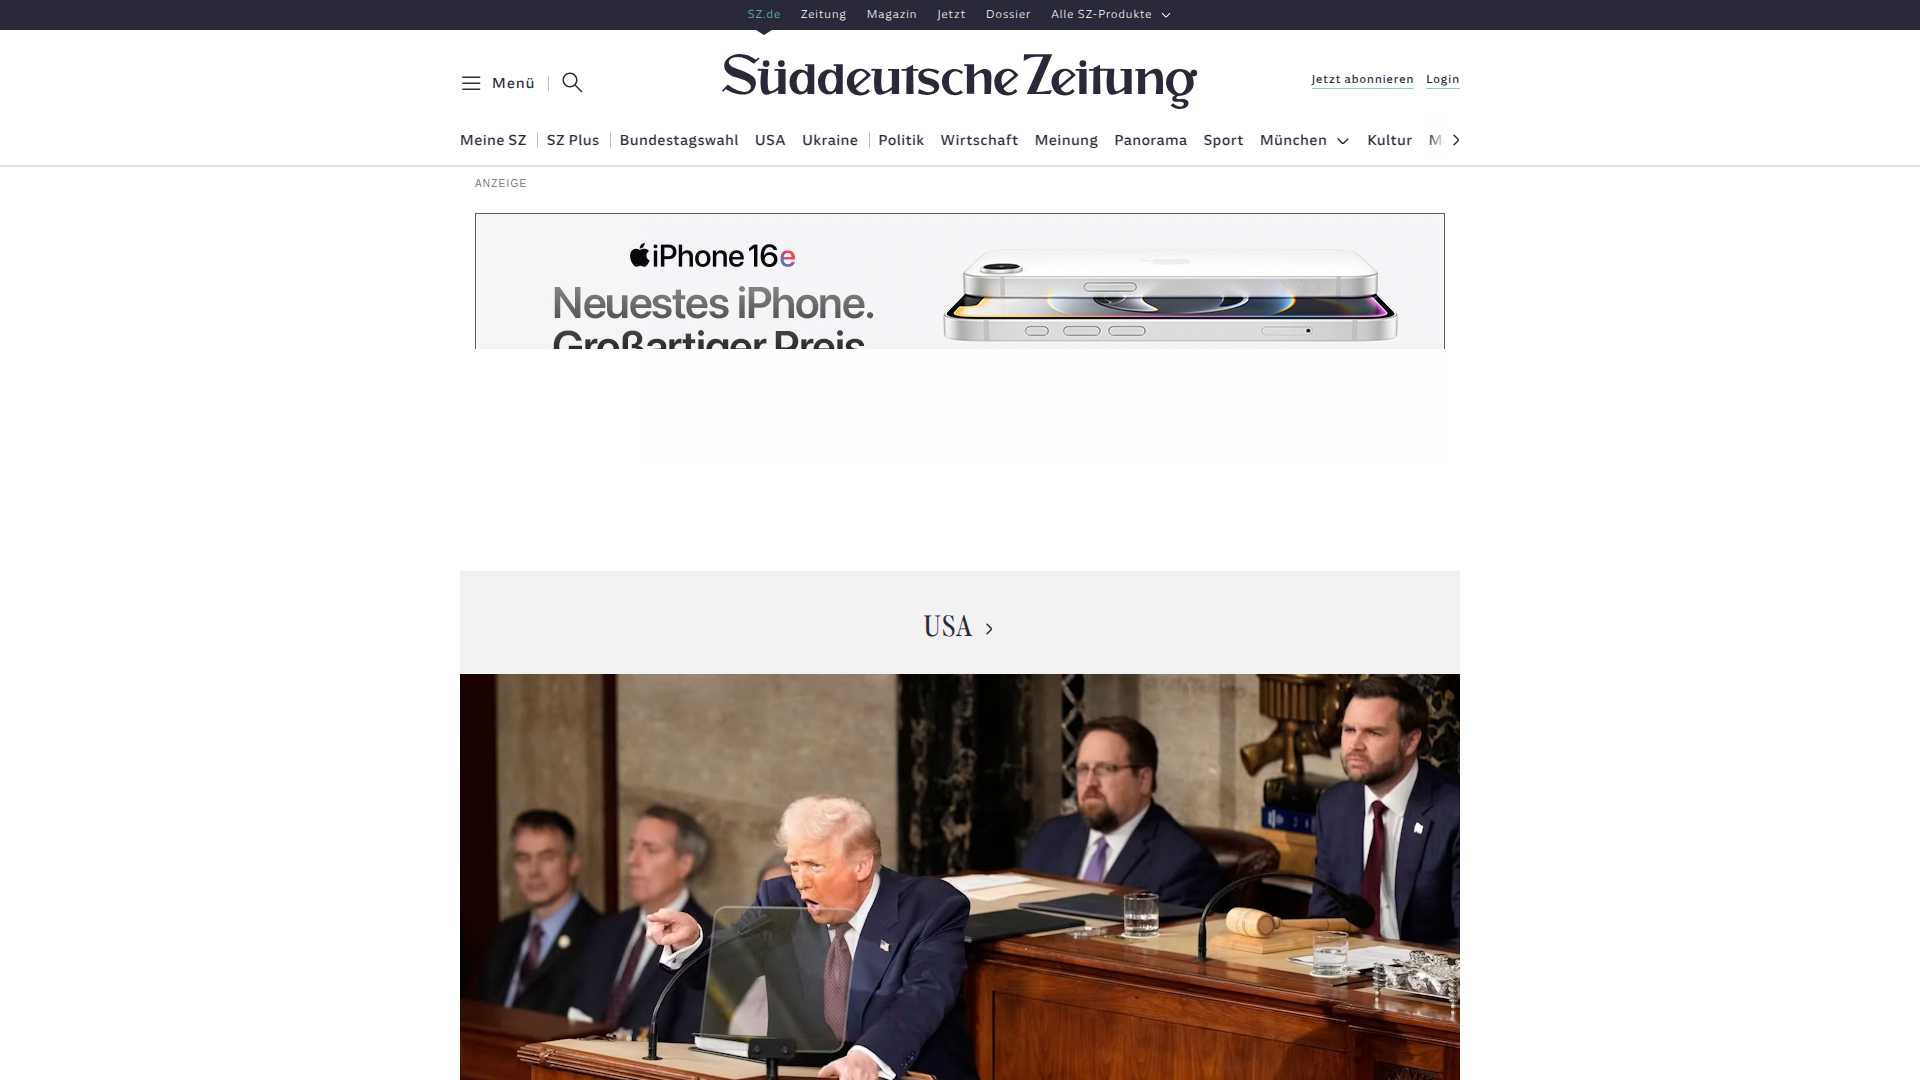 SZ.de Zeitung Magazin Jetzt Dossier Alle SZ-Produkte
Menü
Süddeutsche Zeitung
Jetzt abonnieren Login
Meine SZ SZ Plus Bundestagswahl USA Ukraine Politik Wirtschaft Meinung Panorama Sport München Kultur M
ANZEIGE
iPhone 16e
Neuestes iPhone.
Großartiger Preis
USA